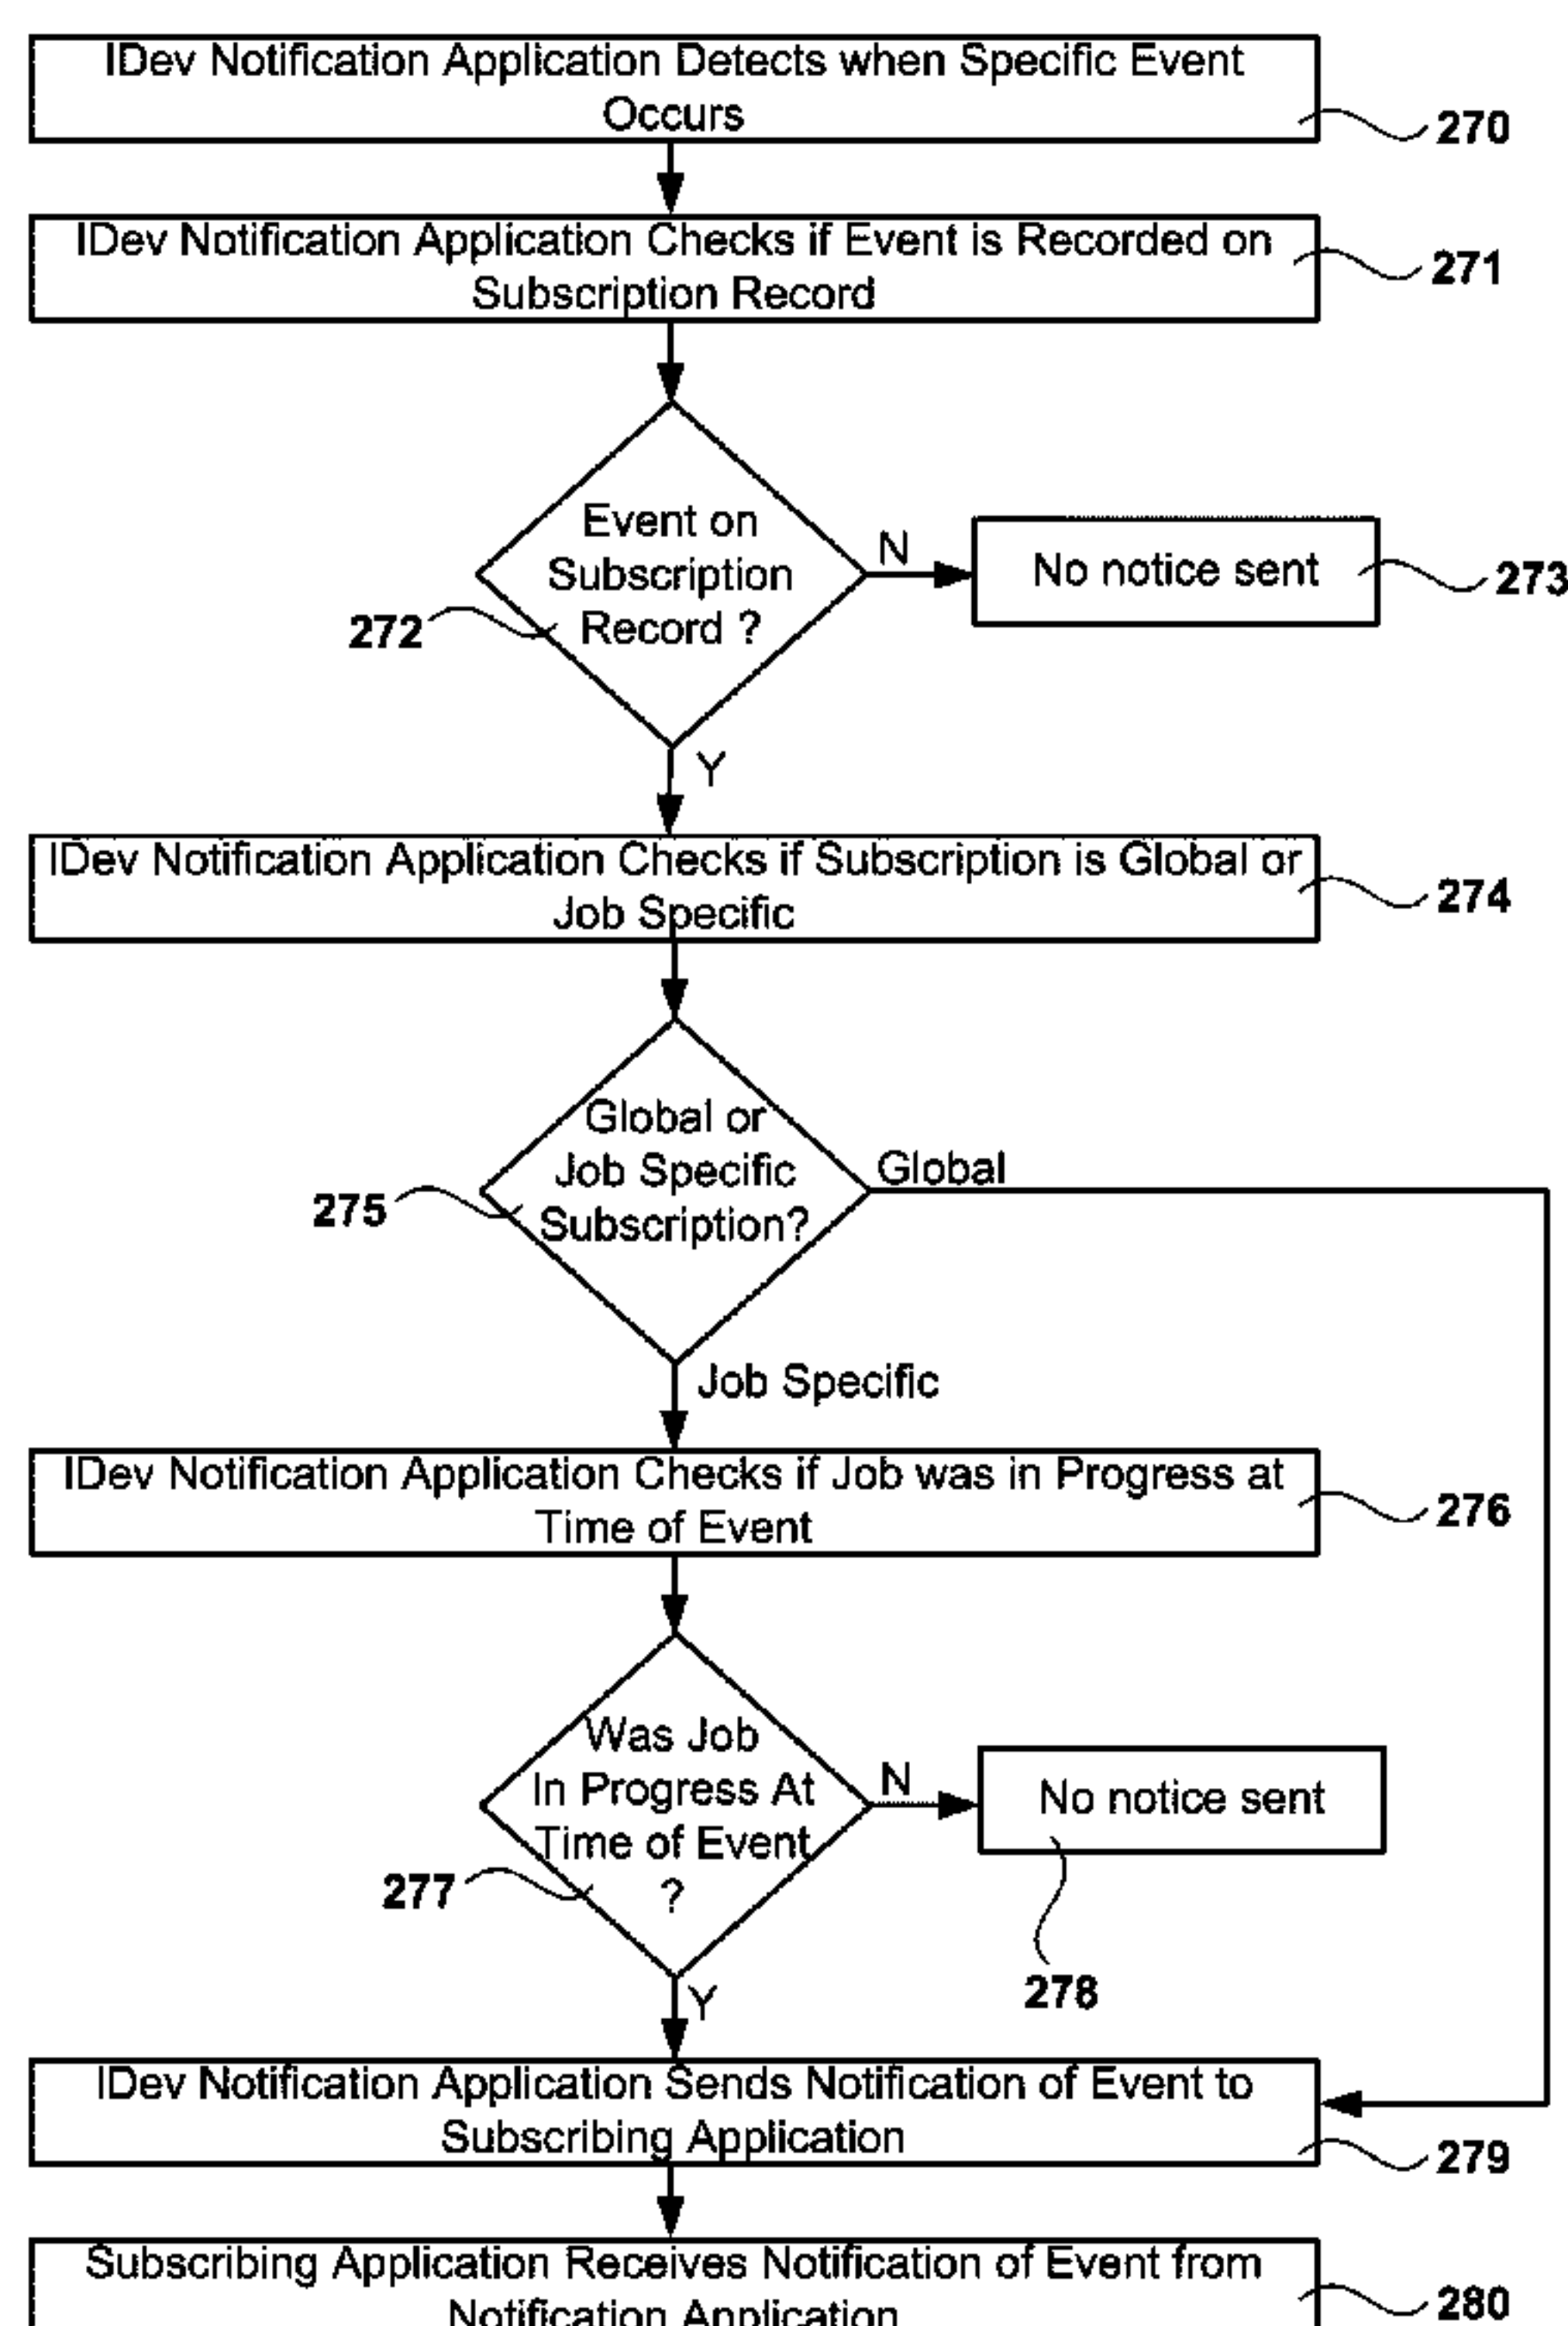 IDev Notification Application Detects when Specific Event
Occurs
270
IDev Notification Application Checks if Event is Recorded on
Subscription Record
271
Event on
Subscription
Record ?
272
N
No notice sent
273
Y
IDev Notification Application Checks if Subscription is Global or
Job Specific
274
Global or
Job Specific
Subscription?
275
Global
Job Specific
IDev Notification Application Checks if Job was in Progress at
Time of Event
276
Was Job
In Progress At
Time of Event
?
277
N
No notice sent
278
Y
IDev Notification Application Sends Notification of Event to
Subscribing Application
279
Subscribing Application Receives Notification of Event from
Notification Application
280